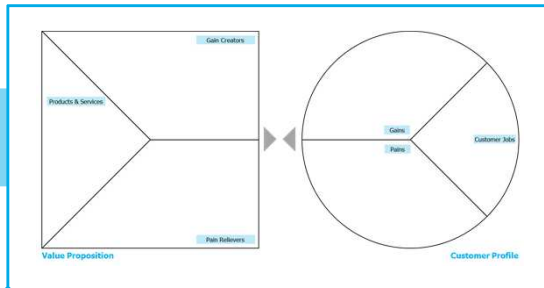 Gain Creators
Products & Services
Pain Relievers
Value Proposition
Gains
Pains
Customer Jobs
Customer Profile